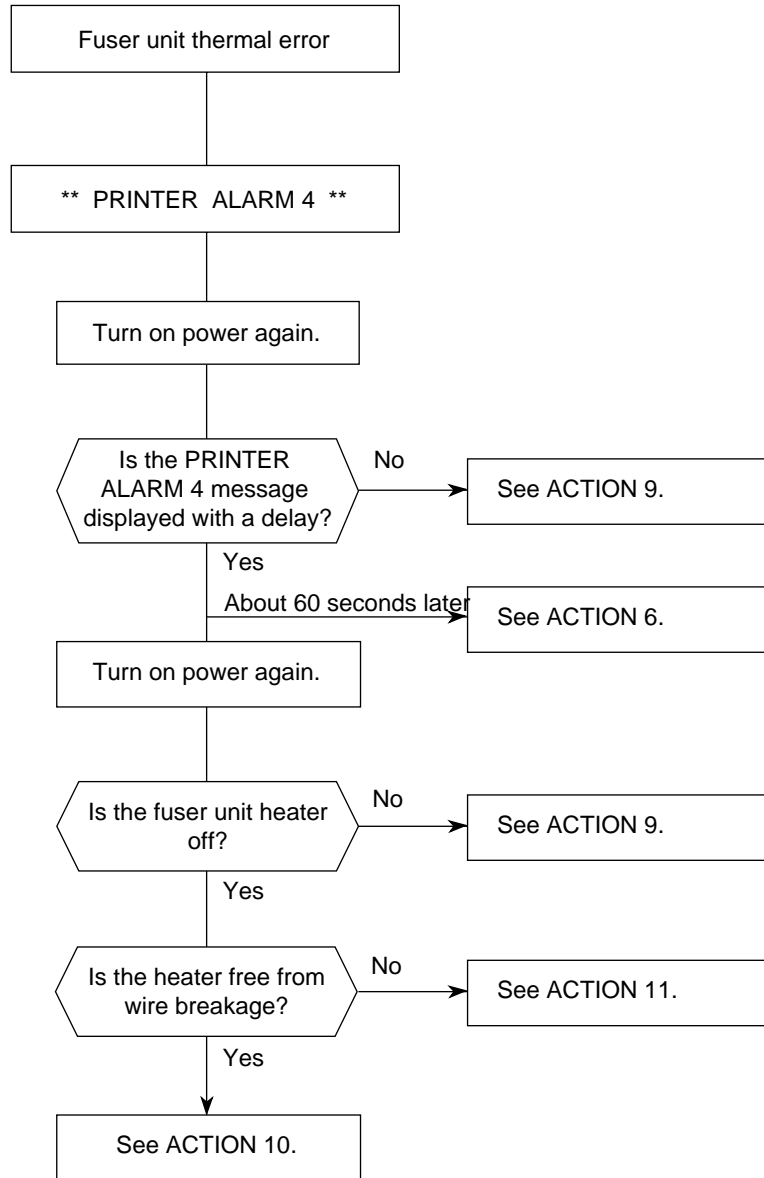 Fuser unit thermal error
** PRINTER ALARM 4 **
Turn on power again.
Is the PRINTER
ALARM 4 message
displayed with a delay?
No
See ACTION 9.
Yes
About 60 seconds later
See ACTION 6.
Turn on power again.
Is the fuser unit heater
off?
No
See ACTION 9.
Yes
Is the heater free from
wire breakage?
No
See ACTION 11.
Yes
See ACTION 10.